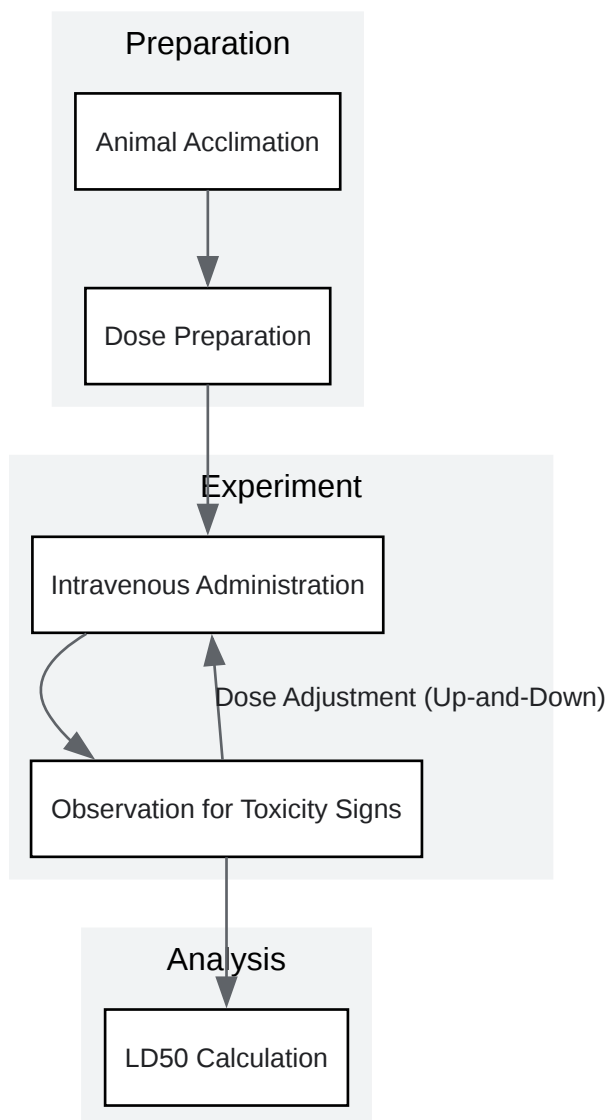 Preparation
Animal Acclimation
Dose Preparation
Experiment
Intravenous Administration
Dose Adjustment (Up-and-Down)
Observation for Toxicity Signs
Analysis
LD50 Calculation